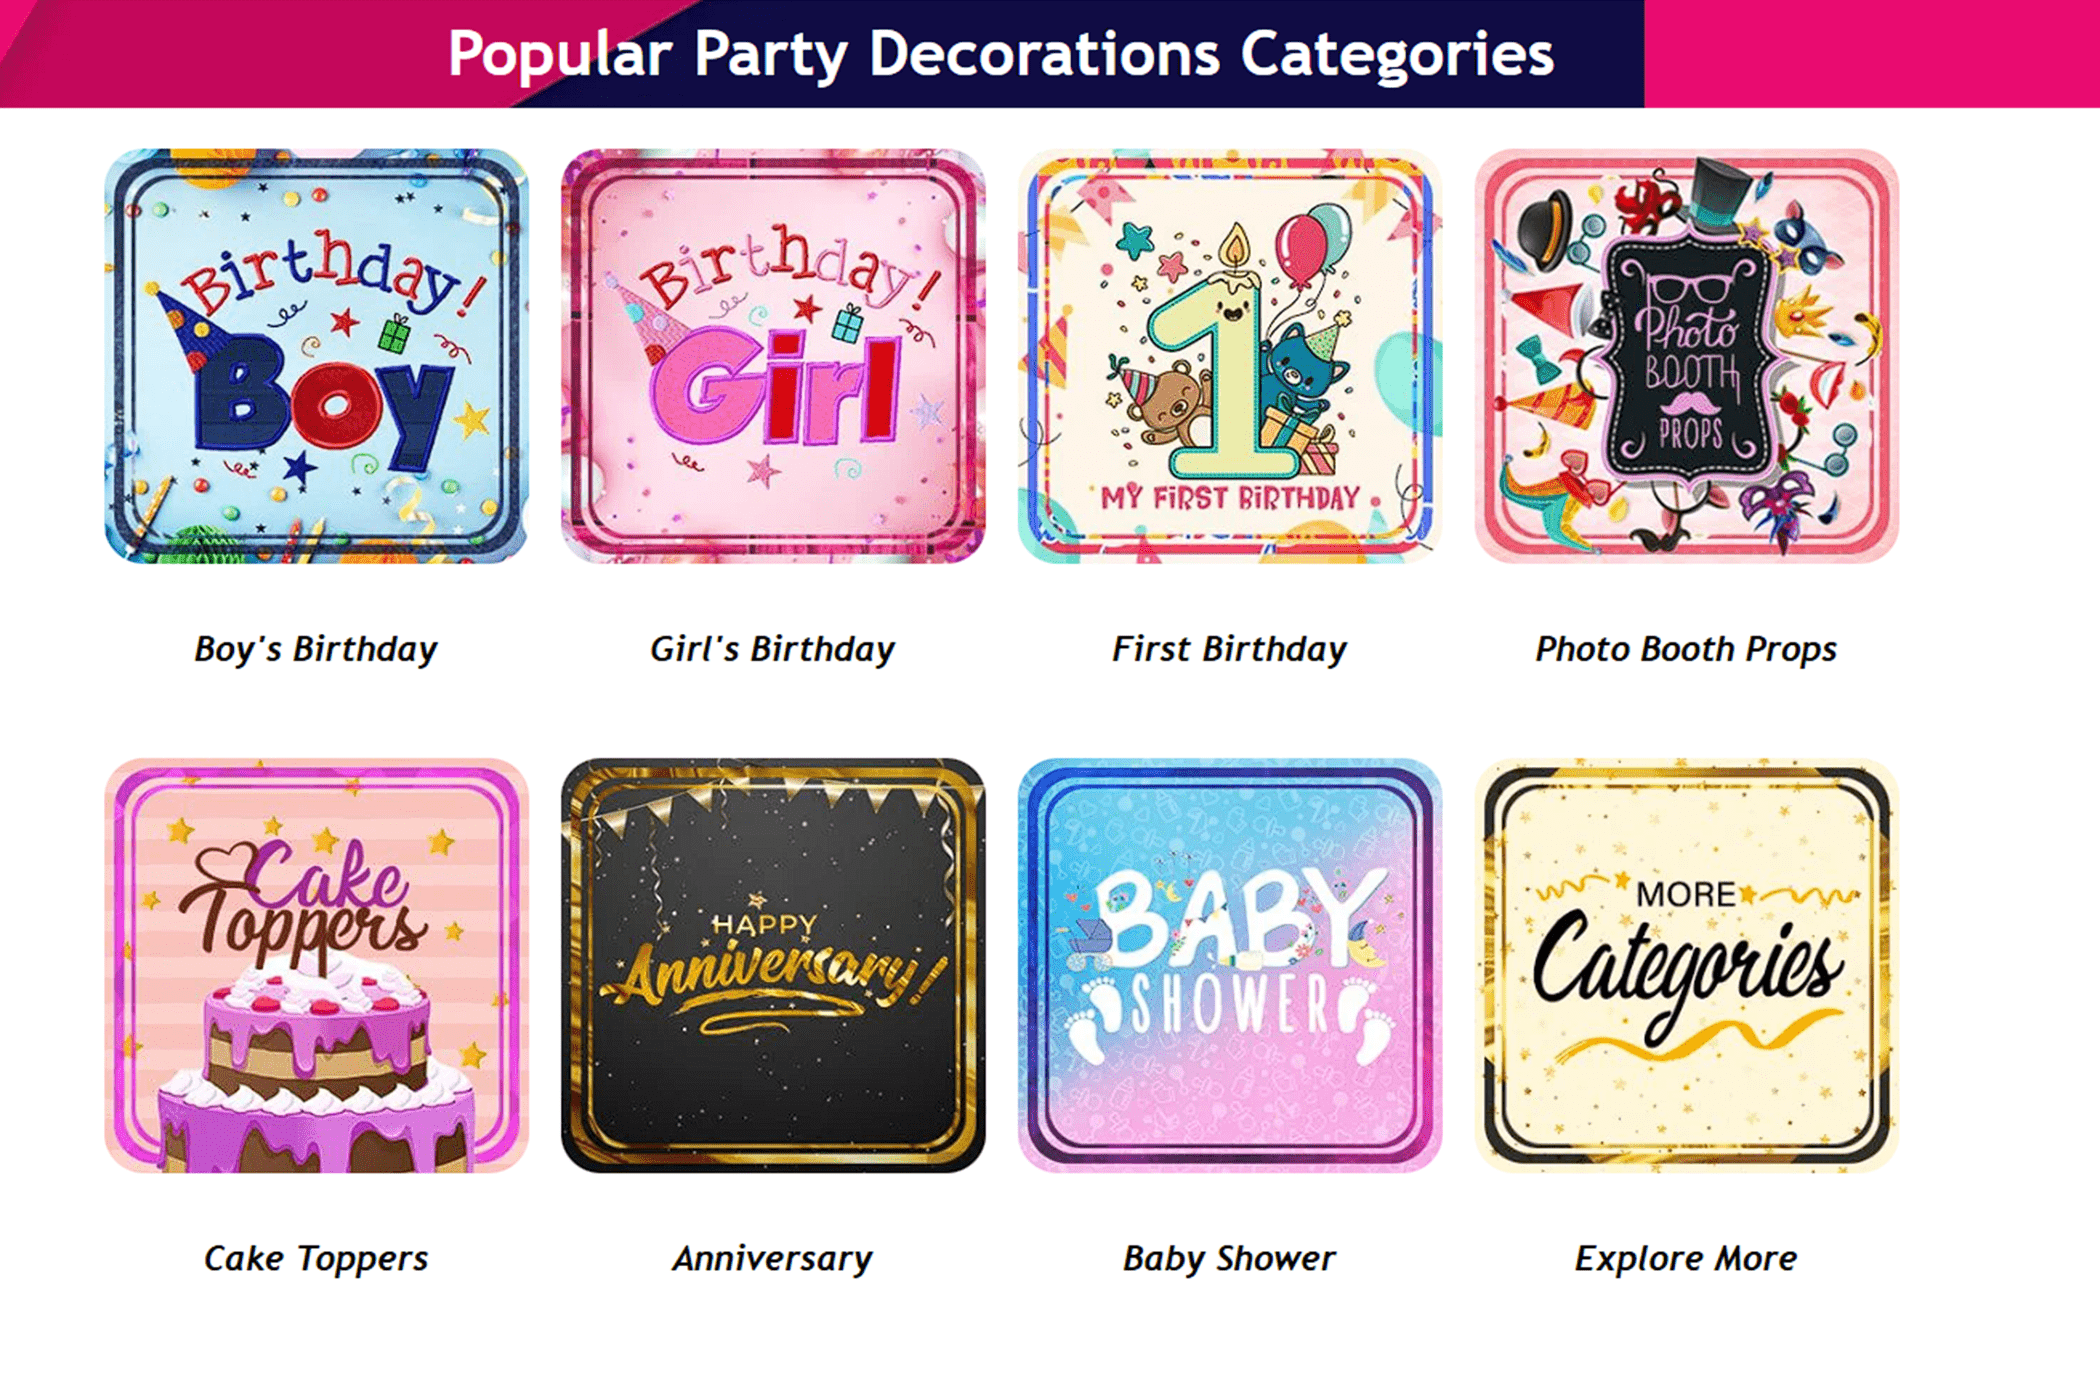 Popular Party Decorations Categories
Birthday!
Boy
Birthday!
Girl
1
MY FiRST BiRTHDAY
Photo
BOOTH
PROPS
Boy's Birthday
Girl's Birthday
First Birthday
Photo Booth Props
Cake
Toppers
HAPPY
Anniversary!
BABY
SHOWER
MORE
Categories
Cake Toppers
Anniversary
Baby Shower
Explore More